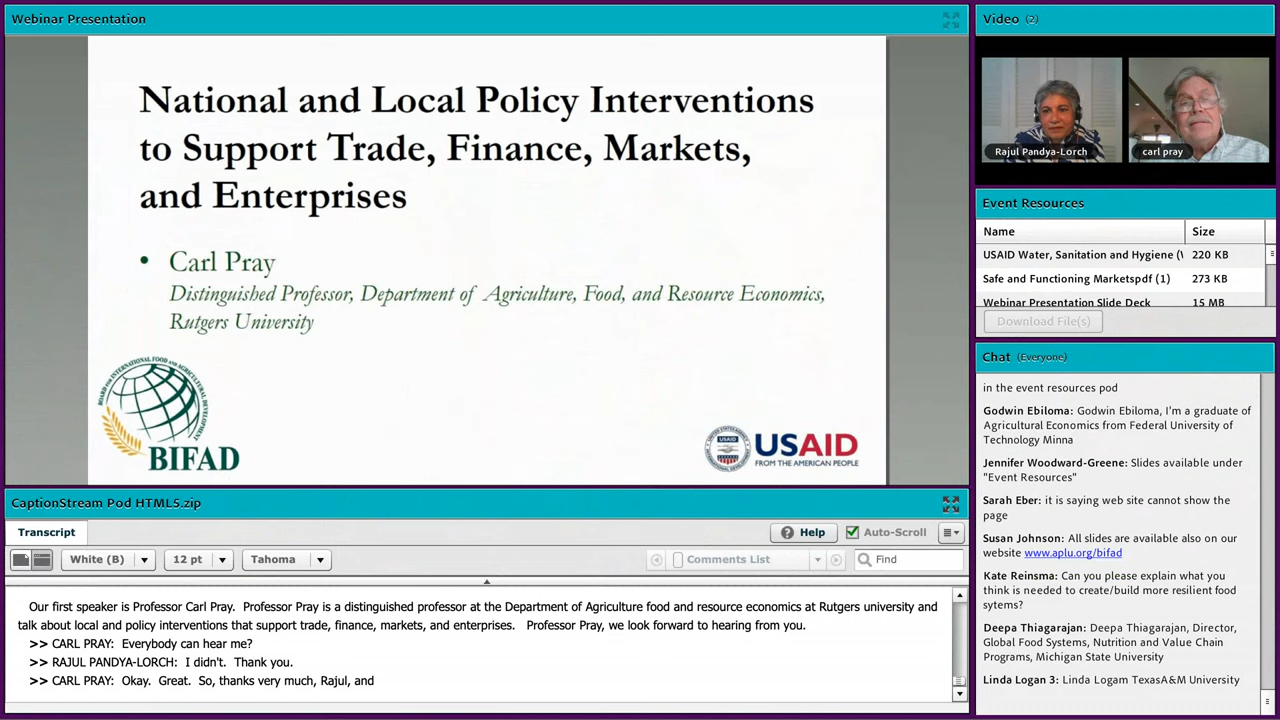 Webinar Presentation
National and Local Policy Interventions
to Support Trade, Finance, Markets,
and Enterprises
• Carl Pray
Distinguished Professor, Department of Agriculture, Food, and Resource Economics,
Rutgers University
BOARD FOR INTERNATIONAL FOOD AND AGRICULTURAL DEVELOPMENT
BIFAD
USAID
USAID
FROM THE AMERICAN PEOPLE
CaptionStream Pod HTML5.zip
Transcript
Help
Auto-Scroll
White (B)
12 pt
Tahoma
Comments List
Find
Our first speaker is Professor Carl Pray. Professor Pray is a distinguished professor at the Department of Agriculture food and resource economics at Rutgers university and
talk about local and policy interventions that support trade, finance, markets, and enterprises. Professor Pray, we look forward to hearing from you.
>> CARL PRAY: Everybody can hear me?
>> RAJUL PANDYA-LORCH: I didn't. Thank you.
>> CARL PRAY: Okay. Great. So, thanks very much, Rajul, and
Video (2)
Rajul Pandya-Lorch
carl pray
Event Resources
Name Size
USAID Water, Sanitation and Hygiene (\ 220 KB
Safe and Functioning Marketspdf (1) 273 KB
Webinar Presentation Slide Deck 15 MB
Download File(s)
Chat (Everyone)
in the event resources pod
Godwin Ebiloma: Godwin Ebiloma, I'm a graduate of
Agricultural Economics from Federal University of
Technology Minna
Jennifer Woodward-Greene: Slides available under
"Event Resources"
Sarah Eber: it is saying web site cannot show the
page
Susan Johnson: All slides are available also on our
website www.aplu.org/bifad
Kate Reinsma: Can you please explain what you
think is needed to create/build more resilient food
sytems?
Deepa Thiagarajan: Deepa Thiagarajan, Director,
Global Food Systems, Nutrition and Value Chain
Programs, Michigan State University
Linda Logan 3: Linda Logam TexasA&M University